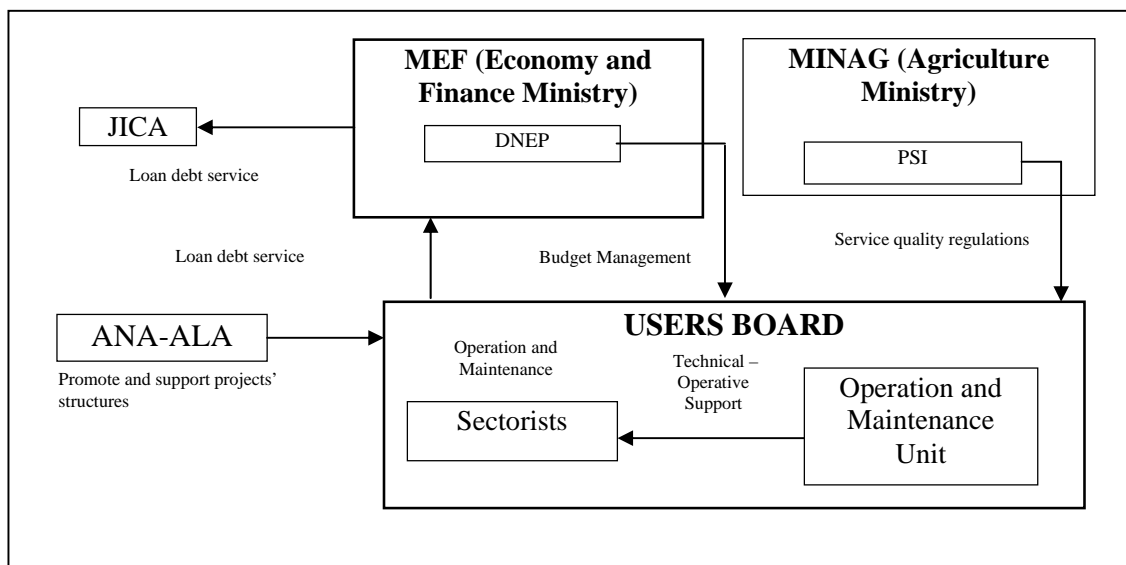 MEF (Economy and
Finance Ministry)
DNEP
MINAG (Agriculture
Ministry)
PSI
JICA
Loan debt service
Loan debt service
Budget Management
Service quality regulations
ANA-ALA
Promote and support projects'
structures
USERS BOARD
Operation and
Maintenance
Technical –
Operative
Support
Sectorists
Operation and
Maintenance
Unit